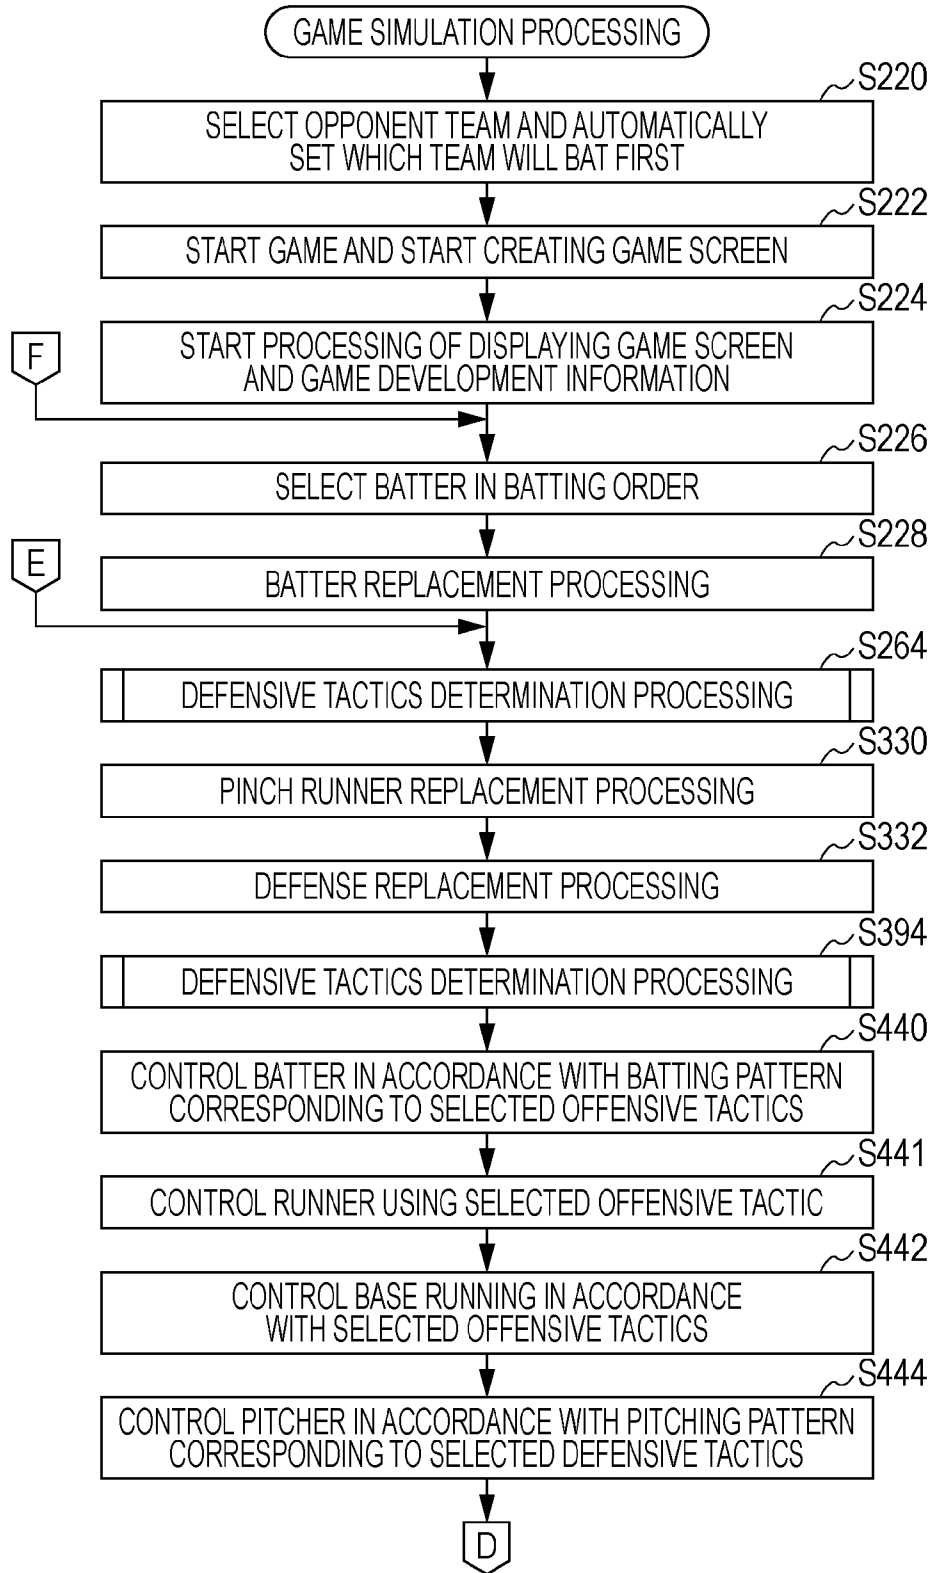 GAME SIMULATION PROCESSING
S220
SELECT OPPONENT TEAM AND AUTOMATICALLY
SET WHICH TEAM WILL BAT FIRST
S222
START GAME AND START CREATING GAME SCREEN
S224
START PROCESSING OF DISPLAYING GAME SCREEN
AND GAME DEVELOPMENT INFORMATION
F
S226
SELECT BATTER IN BATTING ORDER
S228
BATTER REPLACEMENT PROCESSING
E
S264
DEFENSIVE TACTICS DETERMINATION PROCESSING
S330
PINCH RUNNER REPLACEMENT PROCESSING
S332
DEFENSE REPLACEMENT PROCESSING
S394
DEFENSIVE TACTICS DETERMINATION PROCESSING
S440
CONTROL BATTER IN ACCORDANCE WITH BATTING PATTERN
CORRESPONDING TO SELECTED OFFENSIVE TACTICS
S441
CONTROL RUNNER USING SELECTED OFFENSIVE TACTIC
S442
CONTROL BASE RUNNING IN ACCORDANCE
WITH SELECTED OFFENSIVE TACTICS
S444
CONTROL PITCHER IN ACCORDANCE WITH PITCHING PATTERN
CORRESPONDING TO SELECTED DEFENSIVE TACTICS
D